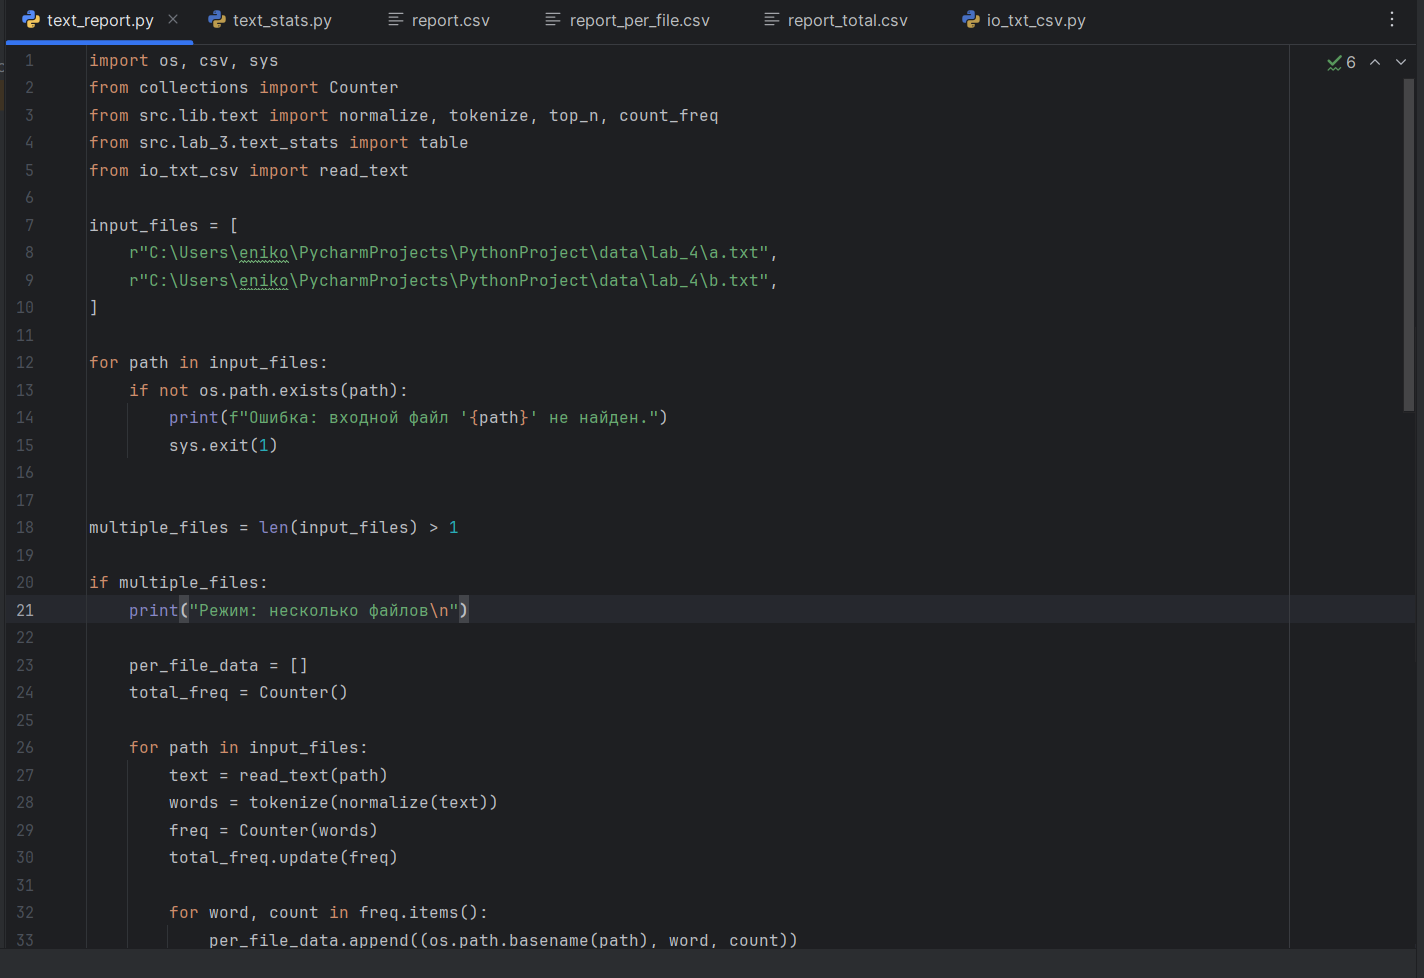 text_report.py text_stats.py report.csv report_per_file.csv report_total.csv io_txt_csv.py
6
1 import os, csv, sys
2 from collections import Counter
3 from src.lib.text import normalize, tokenize, top_n, count_freq
4 from src.lab_3.text_stats import table
5 from io_txt_csv import read_text
6
7 input_files = [
8     r"C:\Users\eniko\PycharmProjects\PythonProject\data\lab_4\a.txt",
9     r"C:\Users\eniko\PycharmProjects\PythonProject\data\lab_4\b.txt",
10 ]
11
12 for path in input_files:
13     if not os.path.exists(path):
14         print(f"Ошибка: входной файл '{path}' не найден.")
15         sys.exit(1)
16
17
18 multiple_files = len(input_files) > 1
19
20 if multiple_files:
21     print("Режим: несколько файлов\n")
22
23     per_file_data = []
24     total_freq = Counter()
25
26     for path in input_files:
27         text = read_text(path)
28         words = tokenize(normalize(text))
29         freq = Counter(words)
30         total_freq.update(freq)
31
32         for word, count in freq.items():
33             per_file_data.append((os.path.basename(path), word, count))